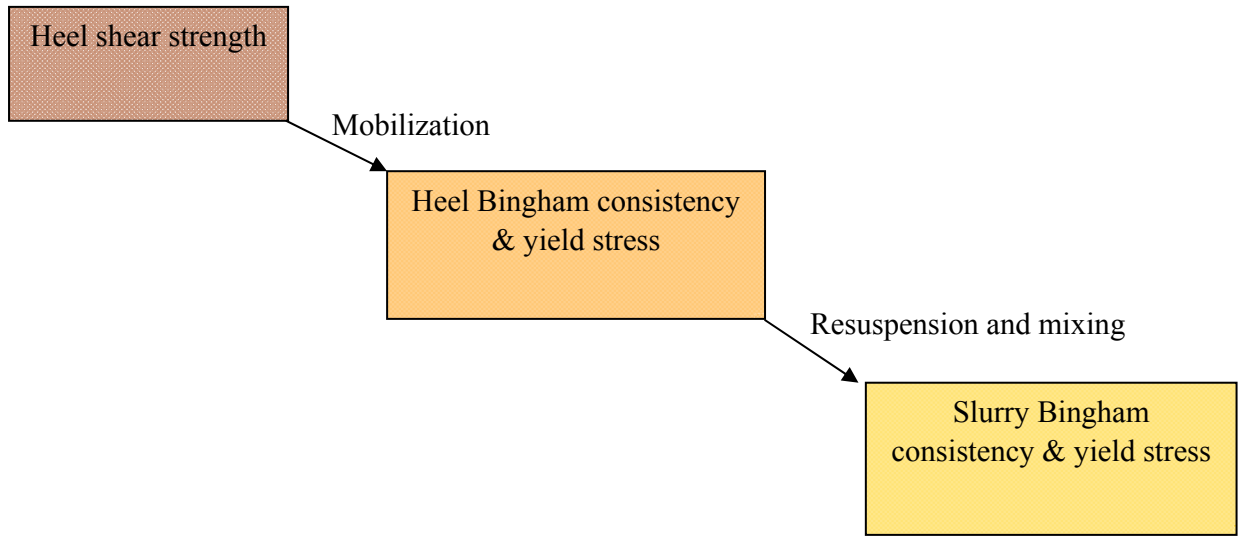 Heel shear strength
Mobilization
Heel Bingham consistency
& yield stress
Resuspension and mixing
Slurry Bingham
consistency & yield stress